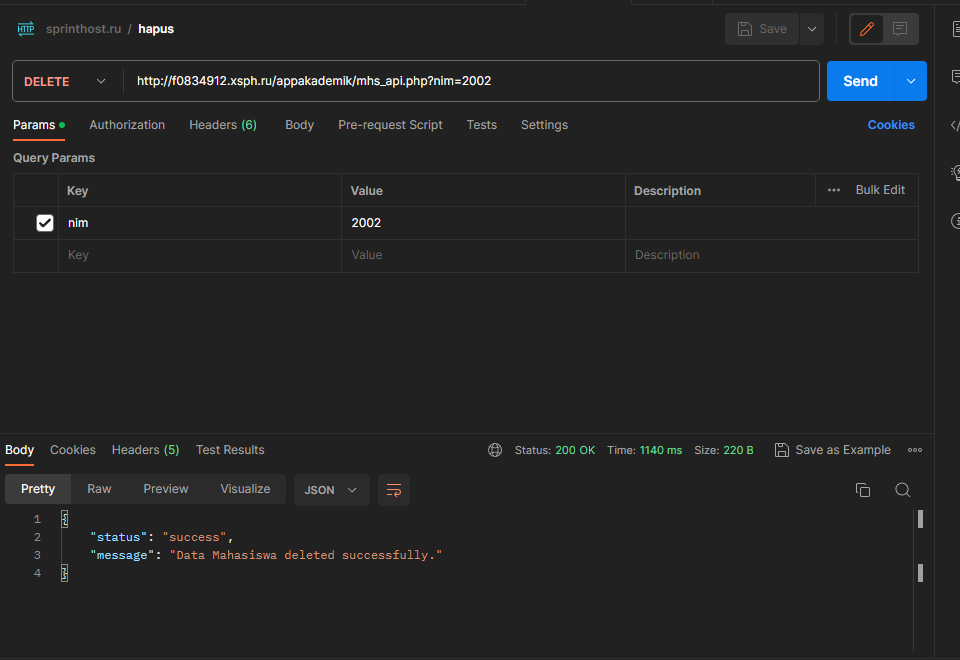 HTTP sprinthost.ru / hapus Save
DELETE http://f0834912.xsph.ru/appakademik/mhs_api.php?nim=2002 Send
Params Authorization Headers (6) Body Pre-request Script Tests Settings Cookies
Query Params
Key Value Description Bulk Edit
nim 2002
Key Value Description
Body Cookies Headers (5) Test Results Status: 200 OK Time: 1140 ms Size: 220 B Save as Example
Pretty Raw Preview Visualize JSON
1 {
2 "status": "success",
3 "message": "Data Mahasiswa deleted successfully."
4 }